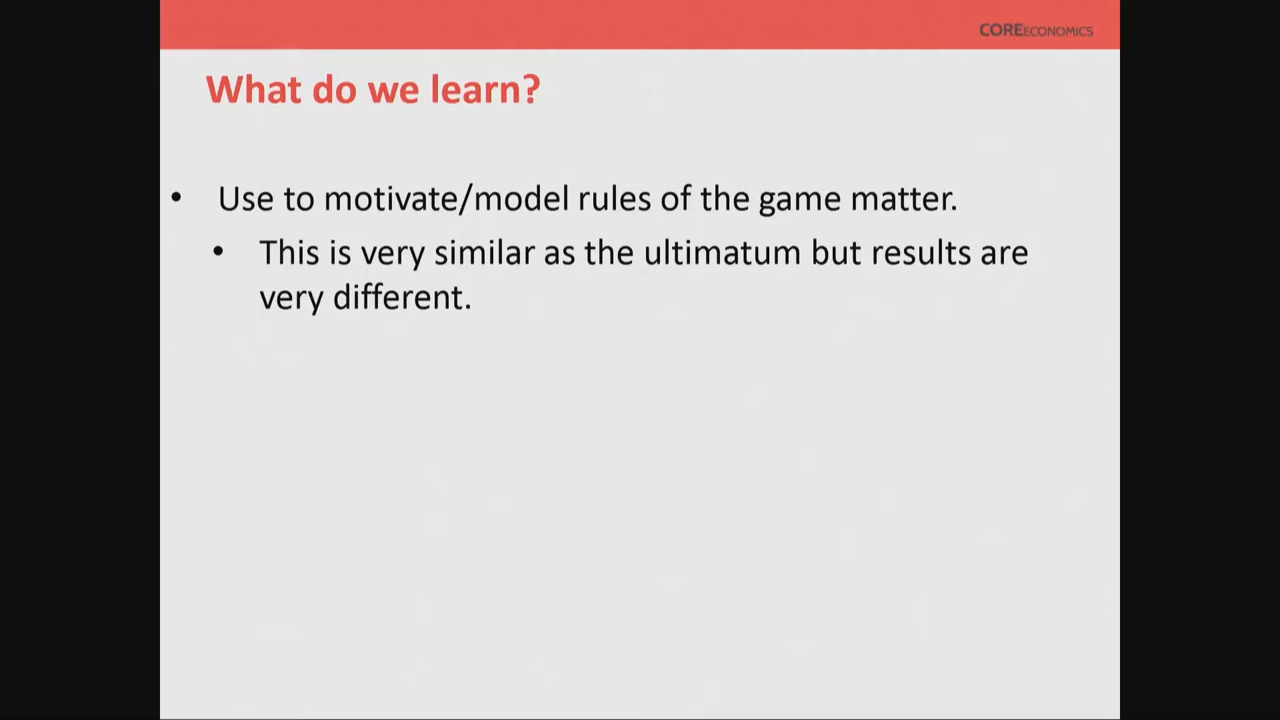 COREECONOMICS
What do we learn?
• Use to motivate/model rules of the game matter.
• This is very similar as the ultimatum but results are
very different.